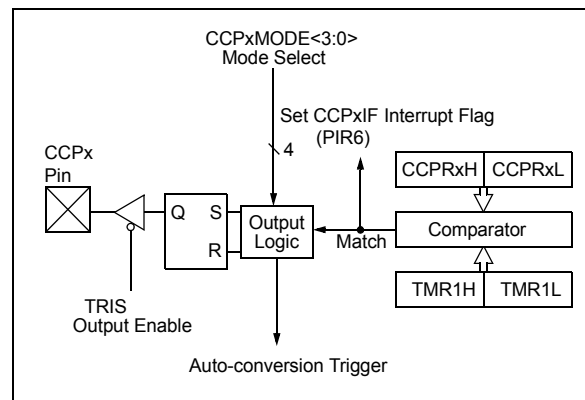 CCPxMODE<3:0>
Mode Select
Set CCPxIF Interrupt Flag
(PIR6)
4
CCPx
Pin
CCPRxH CCPRxL
Q S
R
Output
Logic
Match
Comparator
TRIS
Output Enable
TMR1H TMR1L
Auto-conversion Trigger